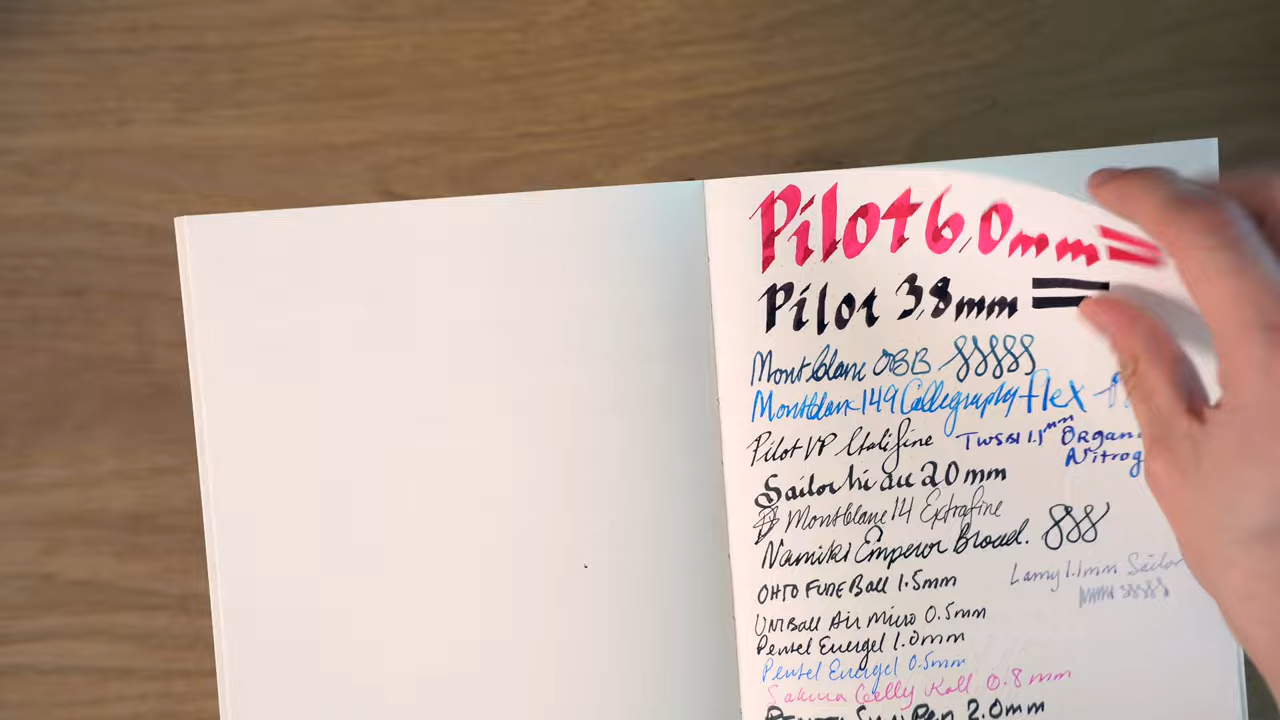 Pilot 6.0mm =
Pilot 3.8mm =
Montblanc OBB
Montblanc 149 Calligraphy flex
Pilot VP Ital fine
TWSBI 1.1mm Organ
Nitrog
Sailor hi ace 2.0mm
Montblanc 14 Extrafine
Namiki Emperor Broad.
Lamy 1.1mm Sailor
OHTO FUDE Ball 1.5mm
UNIBall Air Micro 0.5mm
Pentel Energel 1.0mm
Pentel Energel 0.5mm
Sakura Gelly Roll 0.8mm
Pen 2.0mm